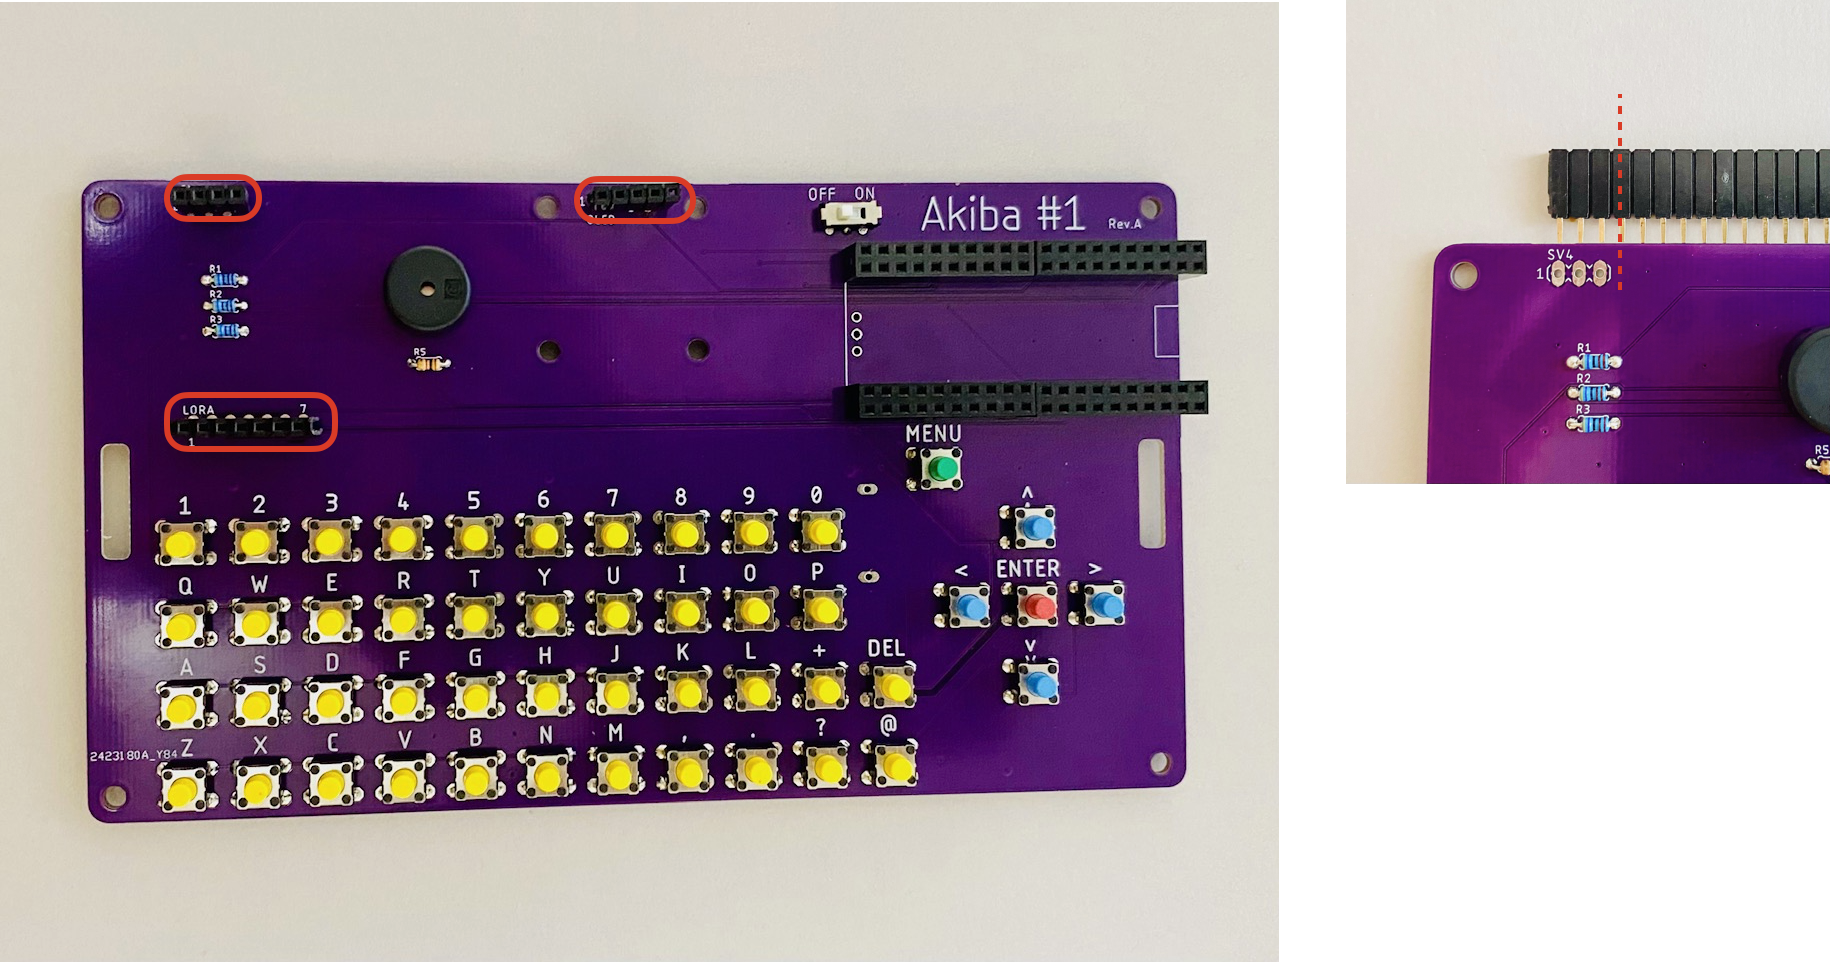 OFF ON
Akiba #1
Rev.A
1
R1
R2
R3
R5
LORA 7
1
MENU
1 2 3 4 5 6 7 8 9 0
^
Q W E R T Y U I O P
< ENTER >
A S D F G H J K L + DEL
v
2423180A_Y84
Z X C V B N M , . ? @
SV4
1
R1
R2
R3
R5